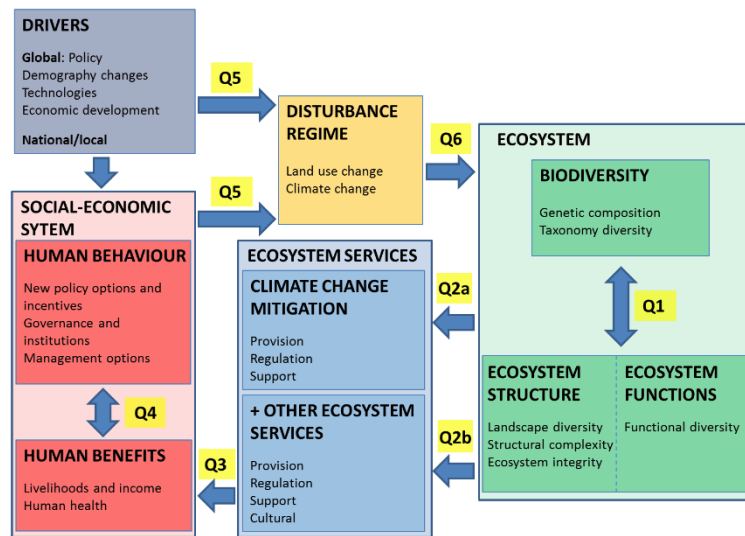 DRIVERS
Global: Policy
Demography changes
Technologies
Economic development
National/local
Q5
DISTURBANCE
REGIME
Land use change
Climate change
Q6
ECOSYSTEM
BIODIVERSITY
Genetic composition
Taxonomy diversity
Q1
ECOSYSTEM
STRUCTURE
Landscape diversity
Structural complexity
Ecosystem integrity
ECOSYSTEM
FUNCTIONS
Functional diversity
SOCIAL-ECONOMIC
SYTEM
Q5
HUMAN BEHAVIOUR
New policy options and
incentives
Governance and
institutions
Management options
Q4
HUMAN BENEFITS
Livelihoods and income
Human health
Q3
ECOSYSTEM SERVICES
CLIMATE CHANGE
MITIGATION
Provision
Regulation
Support
Q2a
+ OTHER ECOSYSTEM
SERVICES
Provision
Regulation
Support
Cultural
Q2b